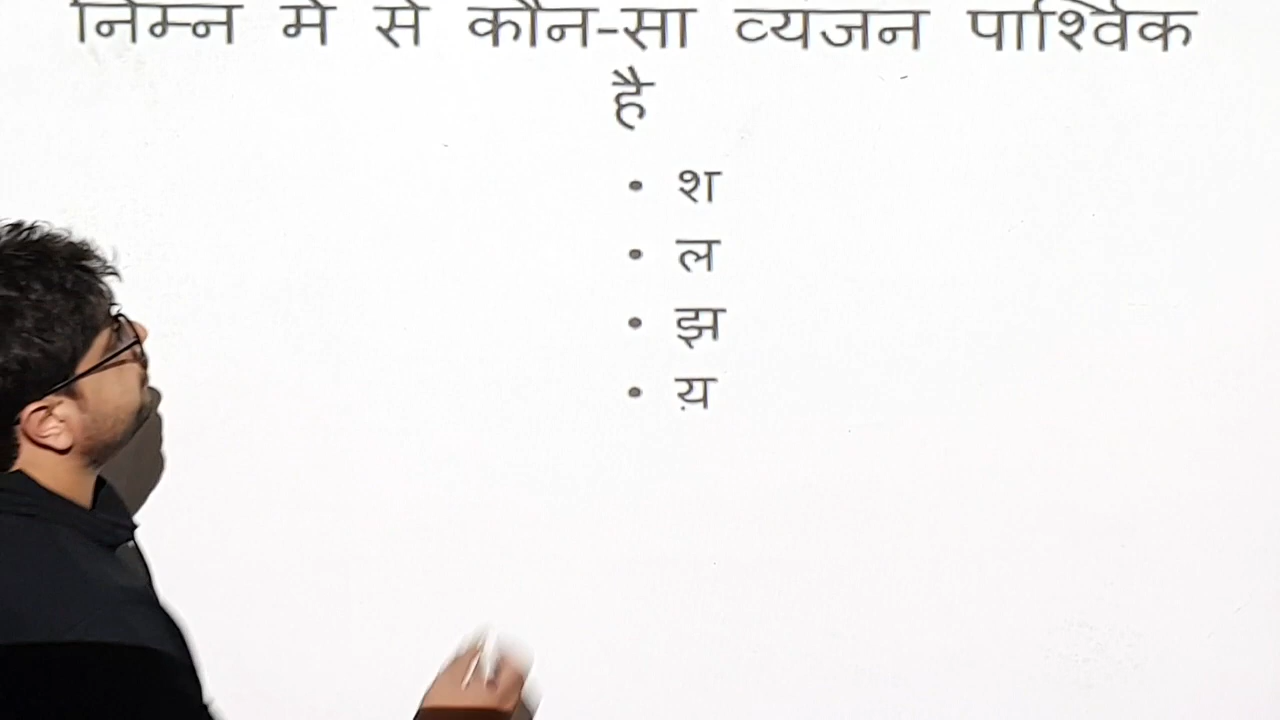 निम्न में से कौन-सा व्यंजन पार्श्विक
है
• श
• ल
• झ
• य़